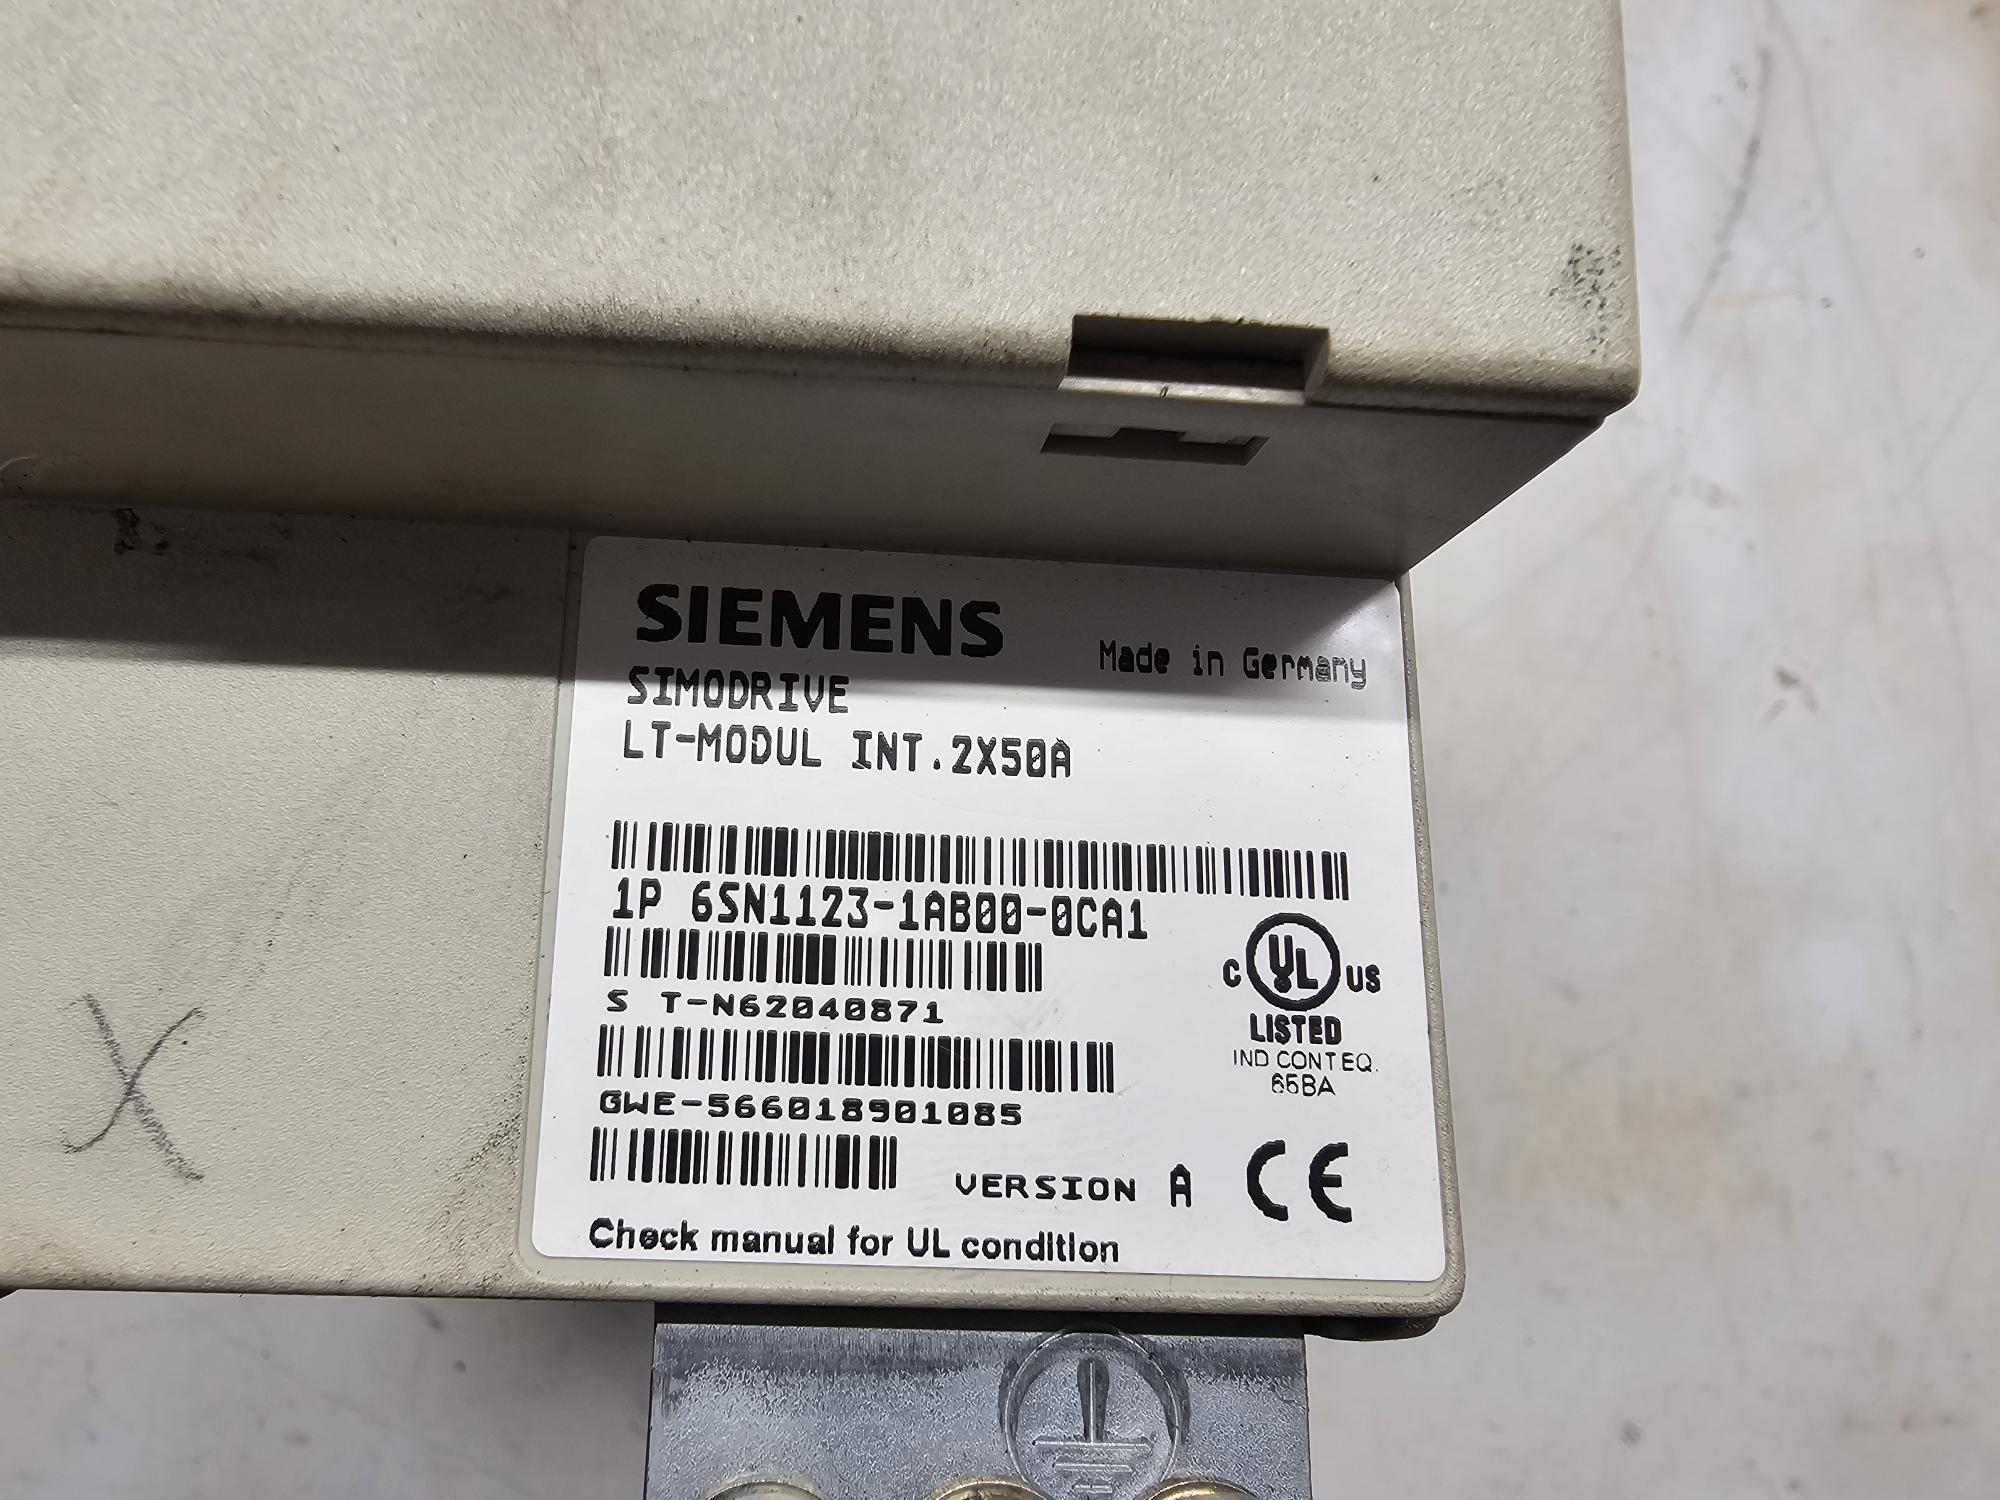 SIEMENS
Made in Germany
SIMODRIVE
LT-MODUL INT.2X50A
1P 6SN1123-1AB00-0CA1
S T-N62040871
C UL US
LISTED
IND CONT.EQ.
65BA
GWE-566018901085
VERSION A CE
Check manual for UL condition
X